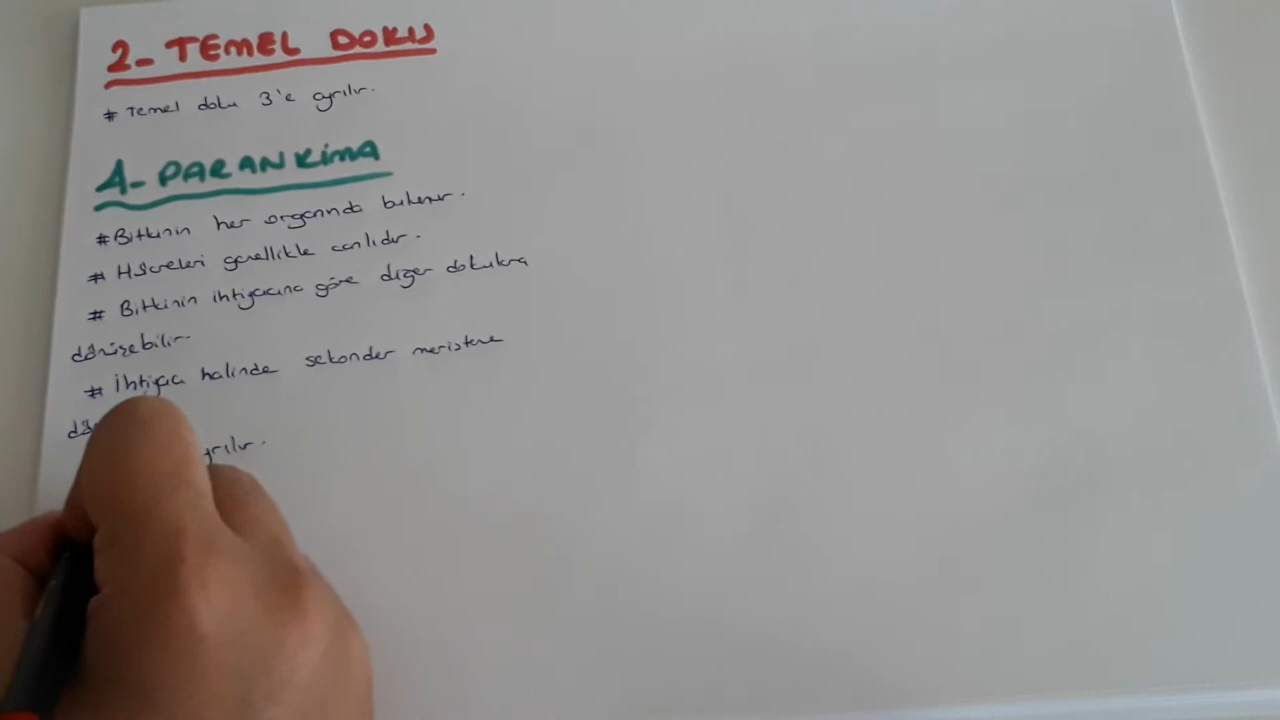 2- TEMEL DOKU
# Temel doku 3'e ayrılır.
A- PARANKİMA
# Bitkinin her organında bulunur.
# Hücreleri genellikle canlıdır.
# Bitkinin ihtiyacına göre diğer dokulara
dönüşebilir.
# İhtiyaç halinde sekonder meristeme